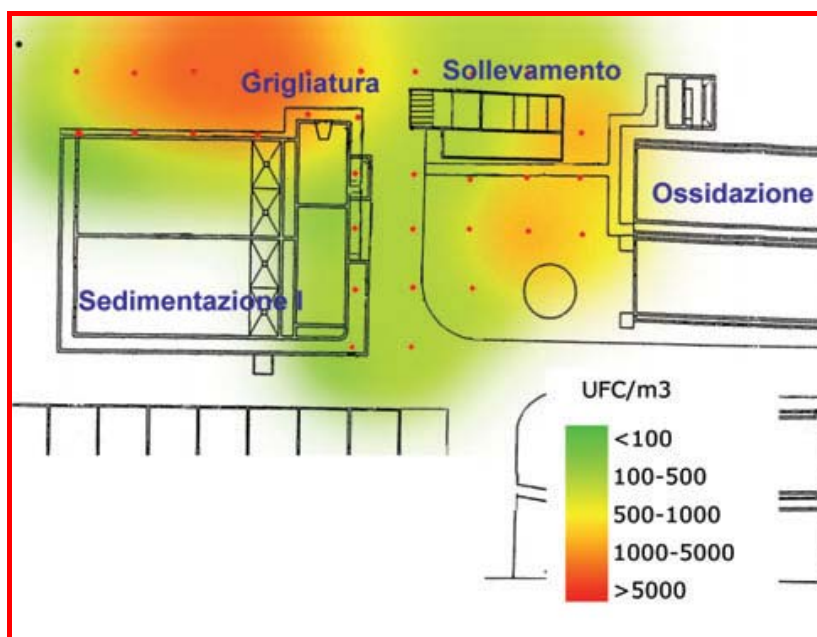 Grigliatura
Sollevamento
Ossidazione
Sedimentazione I
UFC/m3
<100
100-500
500-1000
1000-5000
>5000